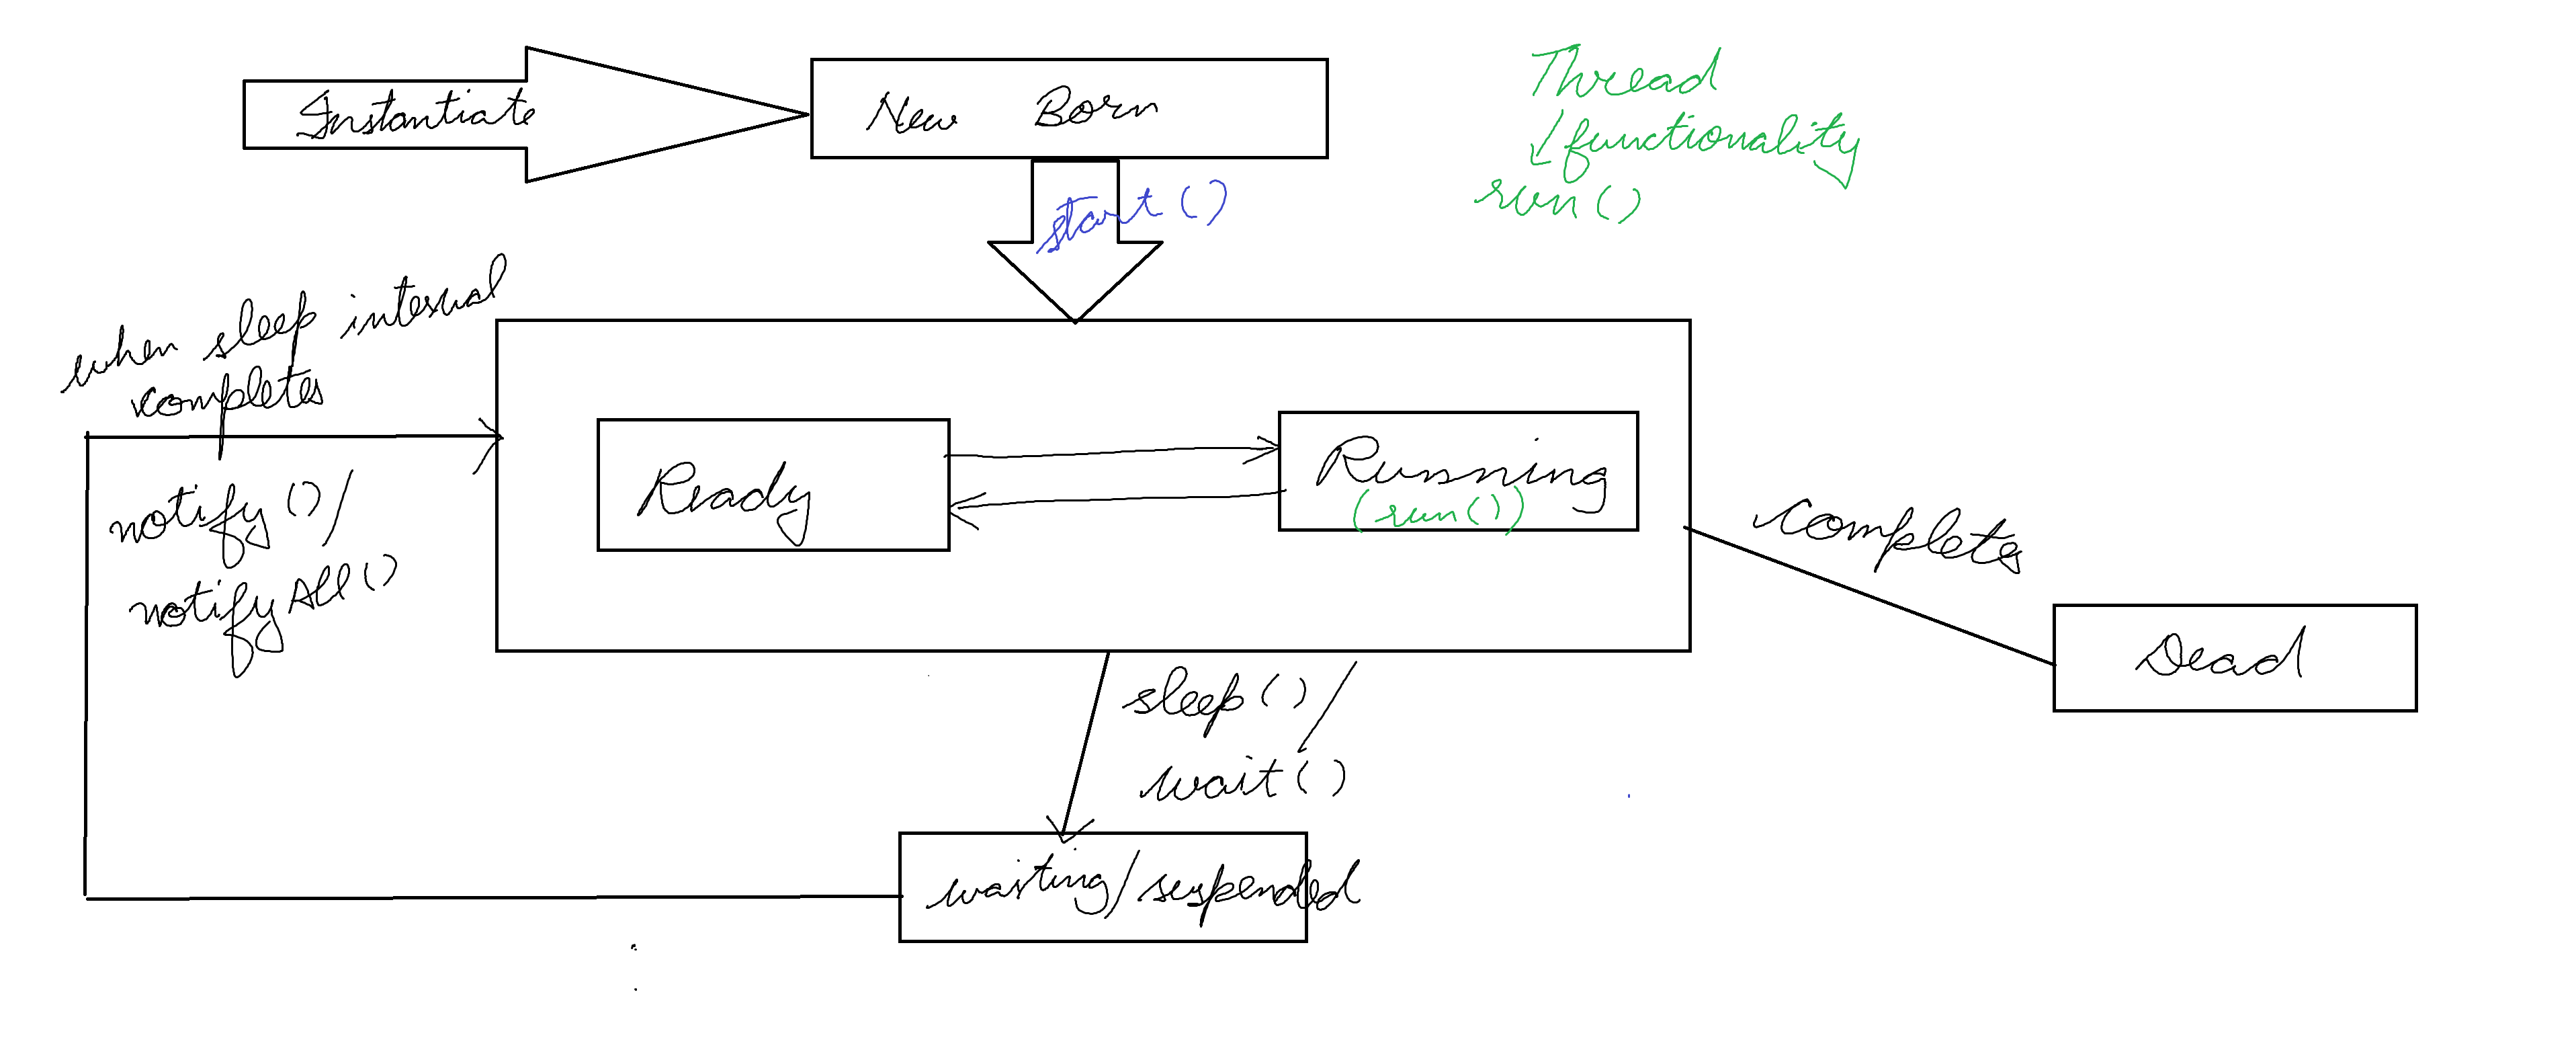 Instantiate
New Born
Thread
functionality
run()
start()
when sleep interval
completes
notify()/
notifyAll()
Ready
Running
(run())
complete
Dead
sleep()/
wait()
waiting/suspended